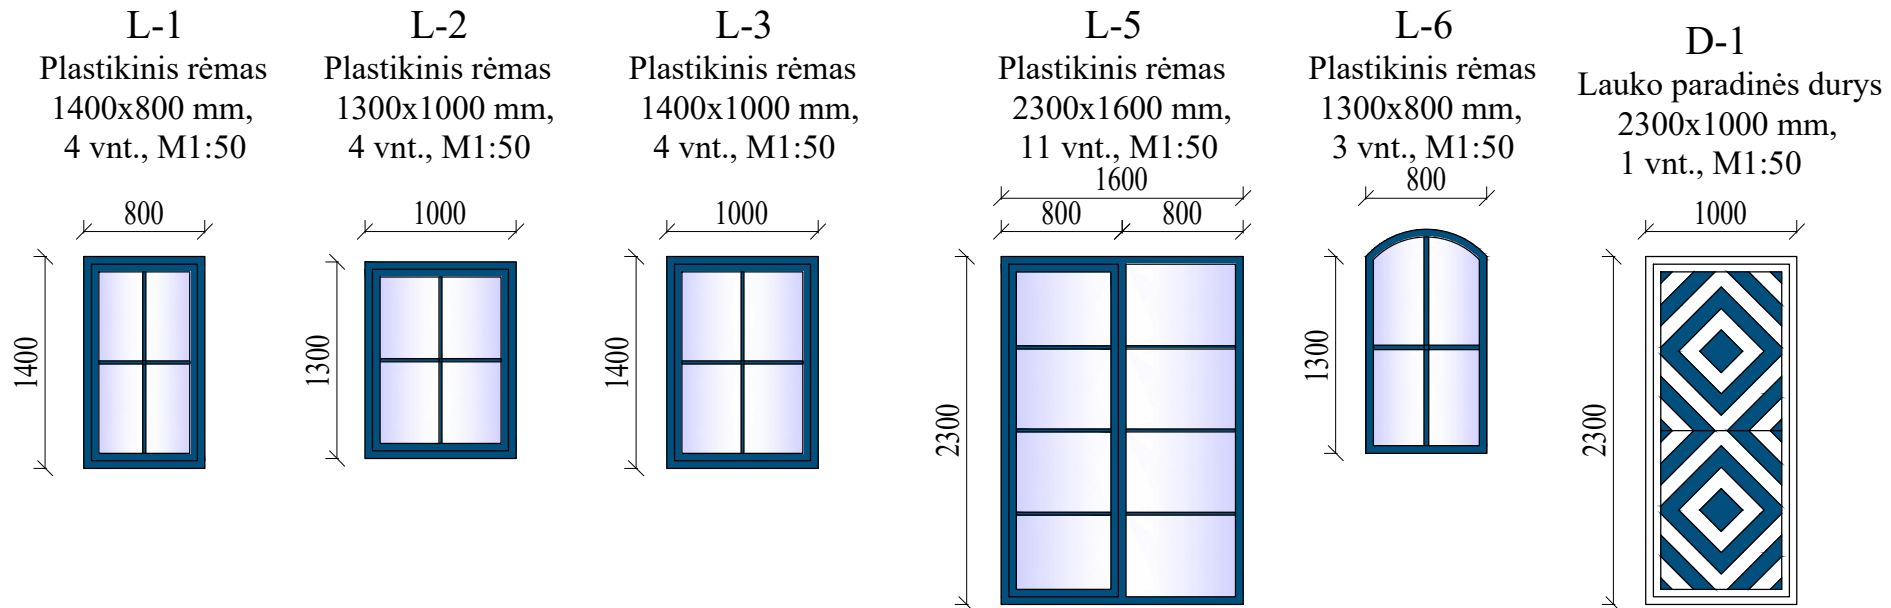 L-1
Plastikinis rėmas
1400x800 mm,
4 vnt., M1:50
800
1400
L-2
Plastikinis rėmas
1300x1000 mm,
4 vnt., M1:50
1000
1300
L-3
Plastikinis rėmas
1400x1000 mm,
4 vnt., M1:50
1000
1400
L-5
Plastikinis rėmas
2300x1600 mm,
11 vnt., M1:50
1600
800 800
2300
L-6
Plastikinis rėmas
1300x800 mm,
3 vnt., M1:50
800
1300
D-1
Lauko paradinės durys
2300x1000 mm,
1 vnt., M1:50
1000
2300